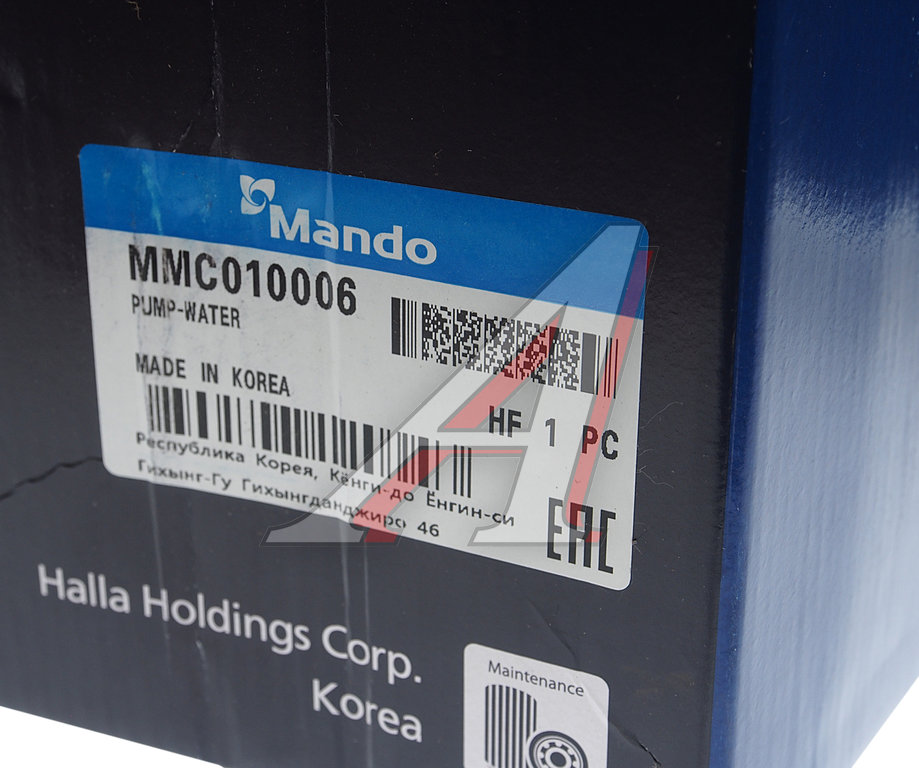 Mando
MMC010006
PUMP-WATER
MADE IN KOREA
HF 1 PC
Республика Корея, Кёнги-до Ёнгин-си
Гихынг-Гу Гихынгданджиро 46
EAC
Halla Holdings Corp.
Korea
Maintenance